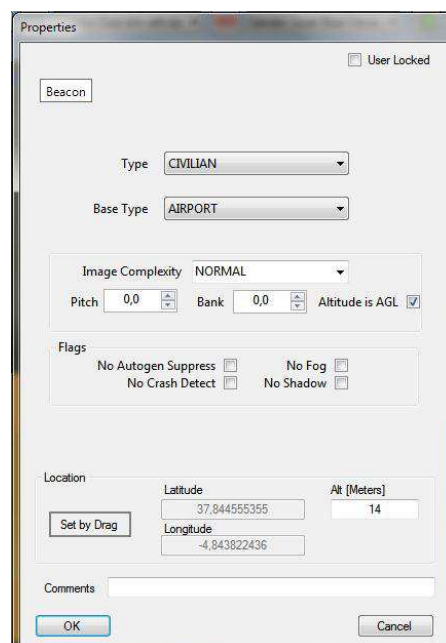 Properties
User Locked
Beacon
Type CIVILIAN
Base Type AIRPORT
Image Complexity NORMAL
Pitch 0,0 Bank 0,0 Altitude is AGL
Flags
No Autogen Suppress No Fog
No Crash Detect No Shadow
Location
Latitude Alt [Meters]
Set by Drag 37,844555355 14
Longitude
-4,843822436
Comments
OK Cancel